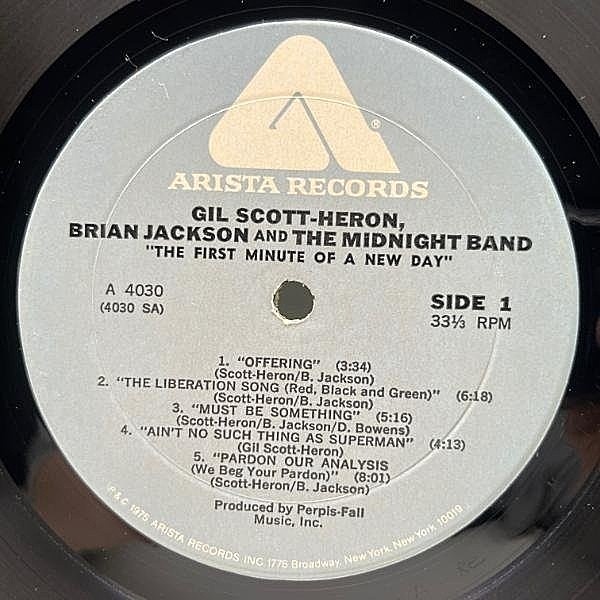 ®
ARISTA RECORDS
GIL SCOTT-HERON,
BRIAN JACKSON AND THE MIDNIGHT BAND
"THE FIRST MINUTE OF A NEW DAY"
A 4030
(4030 SA)
SIDE 1
33⅓ RPM
1. "OFFERING" (3:34)
(Scott-Heron/B. Jackson)
2. "THE LIBERATION SONG (Red, Black and Green)" (6:18)
(Scott-Heron/B. Jackson)
3. "MUST BE SOMETHING" (5:16)
(Scott-Heron/B. Jackson/D. Bowens)
4. "AIN'T NO SUCH THING AS SUPERMAN" (4:13)
(Gil Scott-Heron)
5. "PARDON OUR ANALYSIS
(We Beg Your Pardon)" (8:01)
(Scott-Heron/B. Jackson)
Produced by Perpis-Fall
Music, Inc.
℗ & © 1975 ARISTA RECORDS INC 1776 Broadway, New York, New York 10019